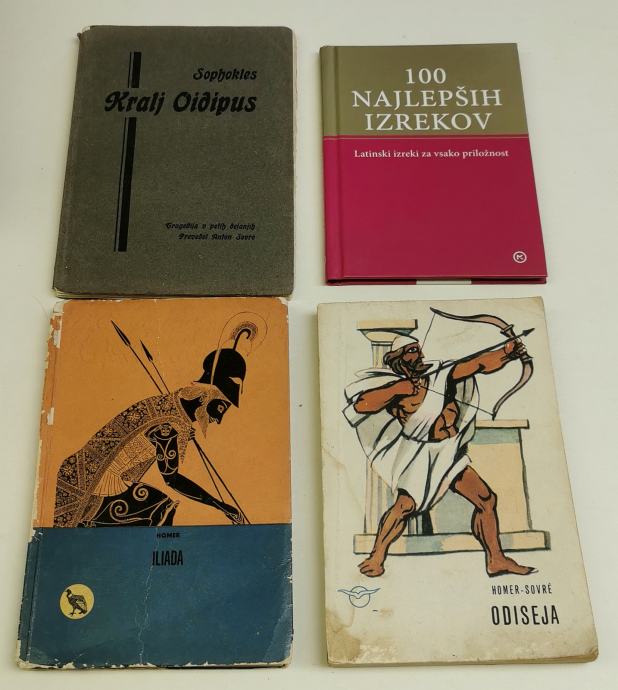 Sophokles
Kralj Oidipus
Tragedija v petih dejanjih
Prevedel Anton Sovre
100
NAJLEPŠIH
IZREKOV
Latinski izreki za vsako priložnost
HOMER
ILIADA
HOMER-SOVRÈ
ODISEJA